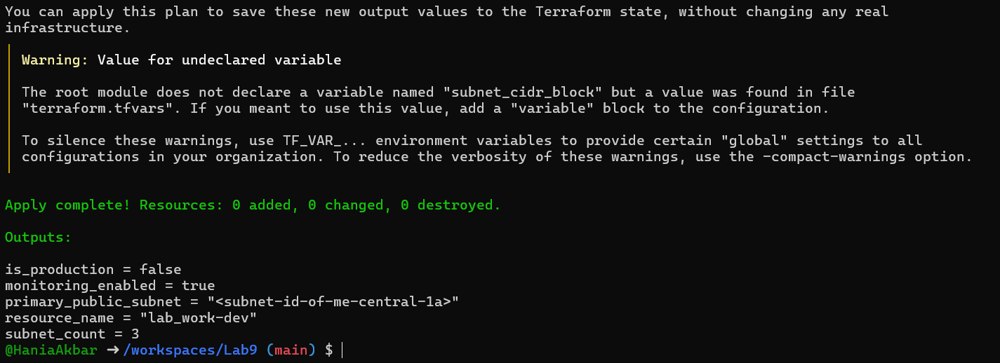 You can apply this plan to save these new output values to the Terraform state, without changing any real
infrastructure.
Warning: Value for undeclared variable
The root module does not declare a variable named "subnet_cidr_block" but a value was found in file
"terraform.tfvars". If you meant to use this value, add a "variable" block to the configuration.
To silence these warnings, use TF_VAR_... environment variables to provide certain "global" settings to all
configurations in your organization. To reduce the verbosity of these warnings, use the -compact-warnings option.
Apply complete! Resources: 0 added, 0 changed, 0 destroyed.
Outputs:
is_production = false
monitoring_enabled = true
primary_public_subnet = "<subnet-id-of-me-central-1a>"
resource_name = "lab_work-dev"
subnet_count = 3
@HaniaAkbar ➜ /workspaces/Lab9 (main) $